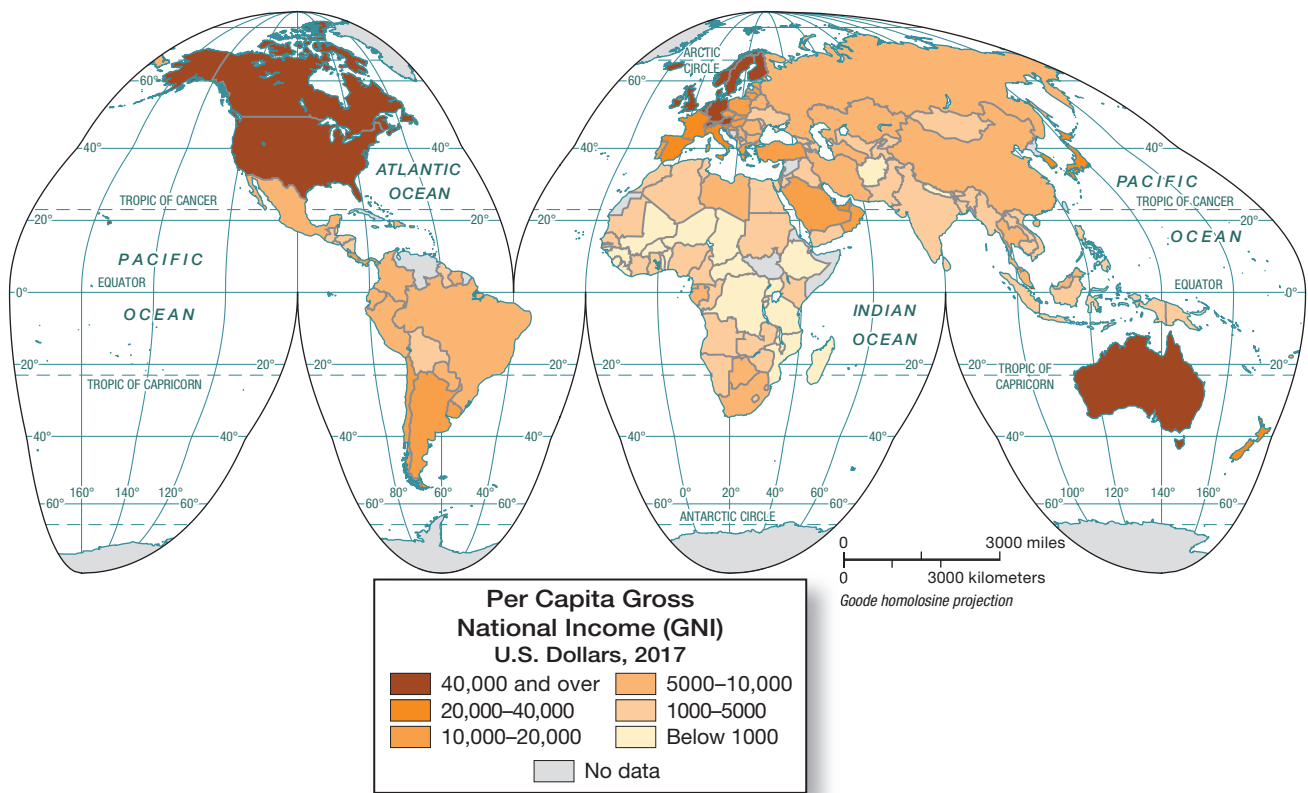 ARCTIC
CIRCLE
60°
60°
40°
ATLANTIC
OCEAN
40°
40°
40°
PACIFIC
TROPIC OF CANCER
OCEAN
TROPIC OF CANCER
20°
20°
20°
20°
PACIFIC
OCEAN
EQUATOR
0°
0°
EQUATOR
0°
INDIAN
OCEAN
20°
20°
20°
20°
20°
20°
TROPIC OF CAPRICORN
TROPIC OF
CAPRICORN
40°
40°
40°
40°
40°
40°
40°
160° 140° 120°
60° 60°
80° 60° 40°
60° 60°
0° 20° 40° 60°
60° 60°
100° 120° 140° 160°
60° 60°
ANTARCTIC CIRCLE
0 3000 miles
0 3000 kilometers
Goode homolosine projection
Per Capita Gross
National Income (GNI)
U.S. Dollars, 2017
40,000 and over
20,000–40,000
10,000–20,000
5000–10,000
1000–5000
Below 1000
No data